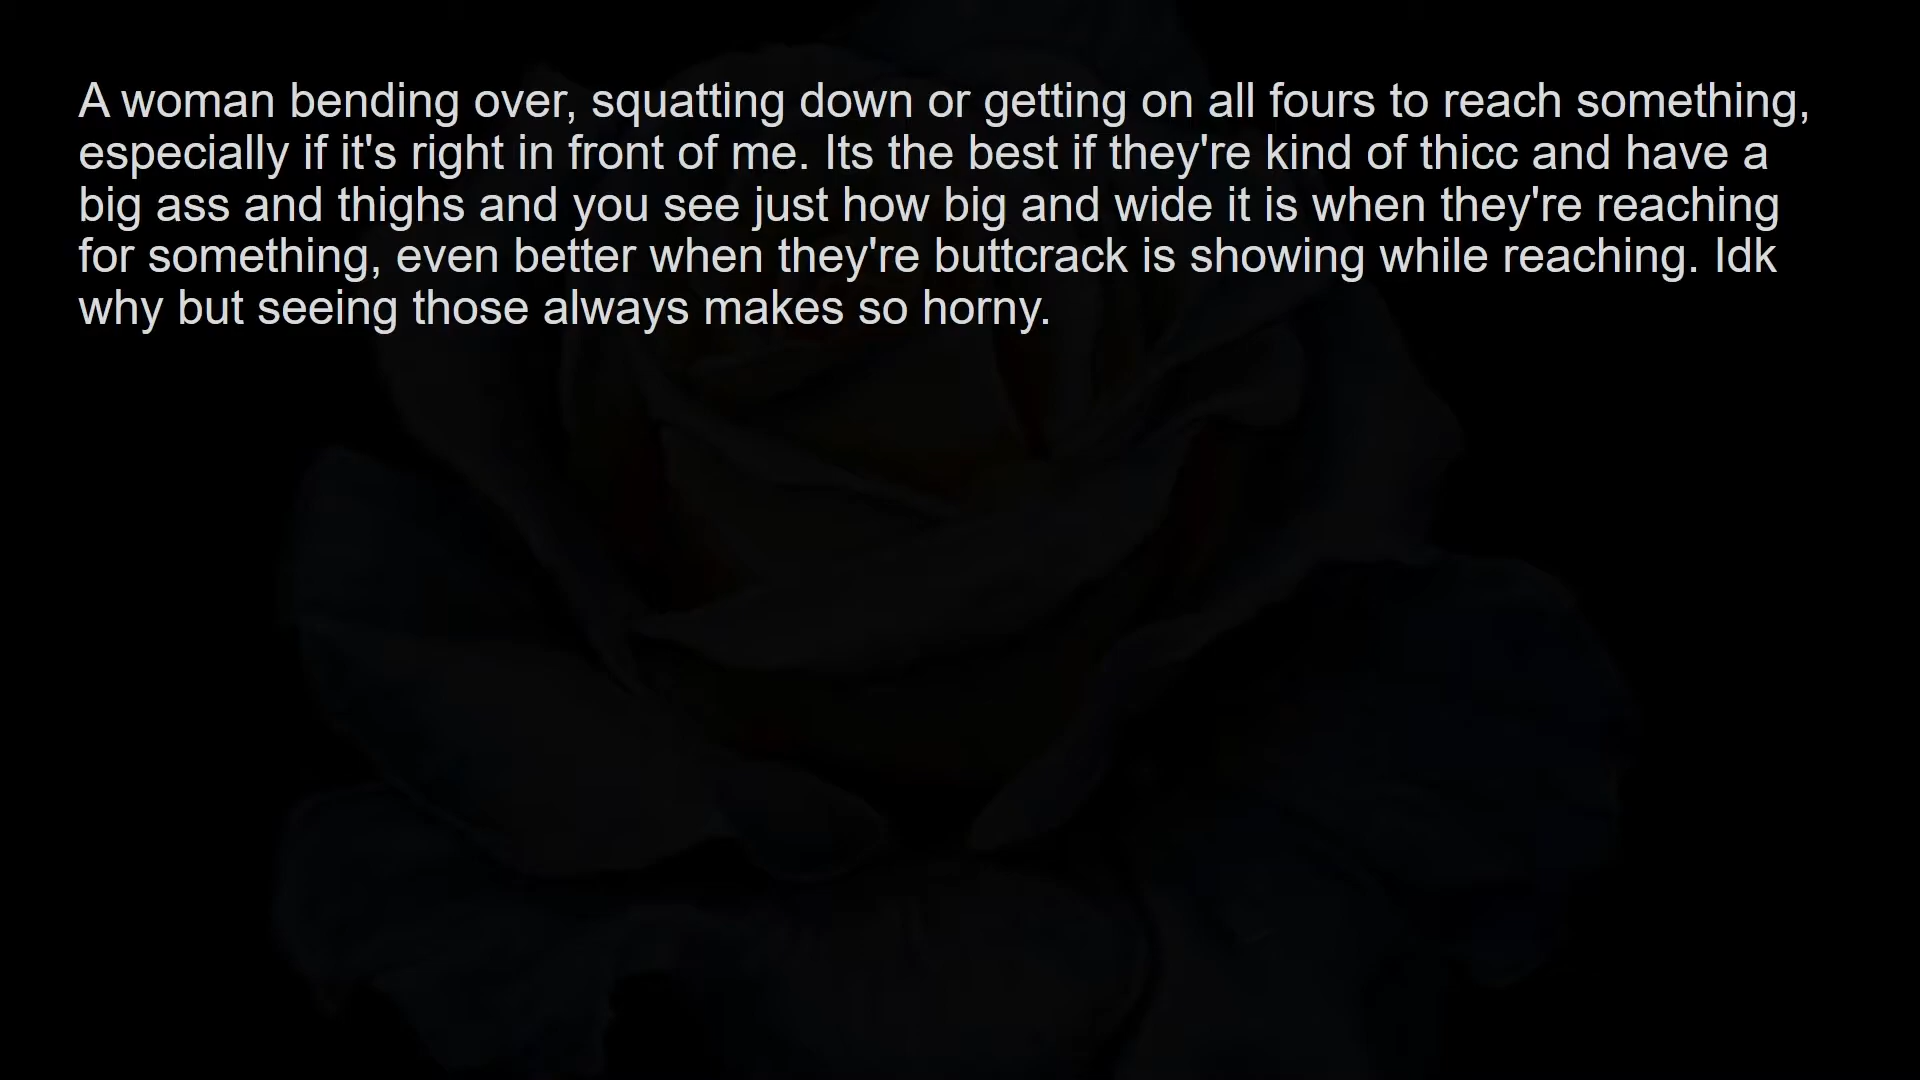 A woman bending over, squatting down or getting on all fours to reach something,
especially if it's right in front of me. Its the best if they're kind of thicc and have a
big ass and thighs and you see just how big and wide it is when they're reaching
for something, even better when they're buttcrack is showing while reaching. Idk
why but seeing those always makes so horny.